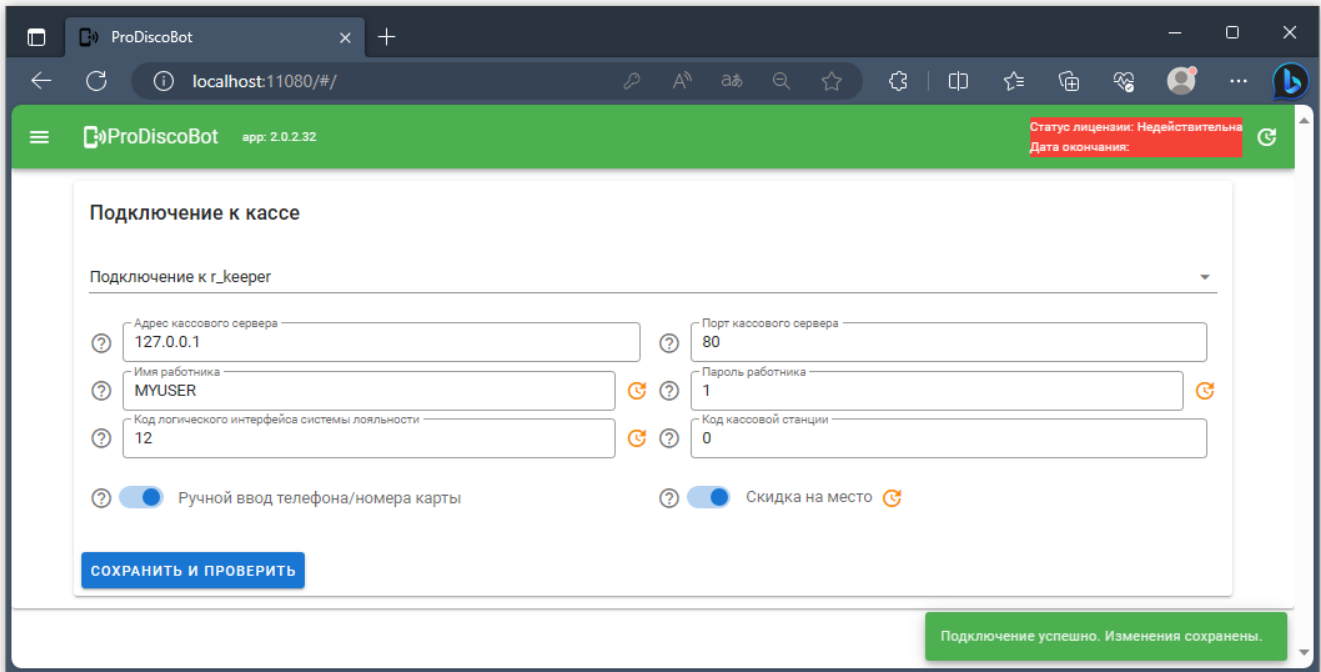 ProDiscoBot
localhost:11080/#/
ProDiscoBot app: 2.0.2.32
Статус лицензии: Недействительна
Дата окончания:
Подключение к кассе
Подключение к r_keeper
Адрес кассового сервера
127.0.0.1
Порт кассового сервера
80
Имя работника
MYUSER
Пароль работника
1
Код логического интерфейса системы лояльности
12
Код кассовой станции
0
Ручной ввод телефона/номера карты
Скидка на место
СОХРАНИТЬ И ПРОВЕРИТЬ
Подключение успешно. Изменения сохранены.